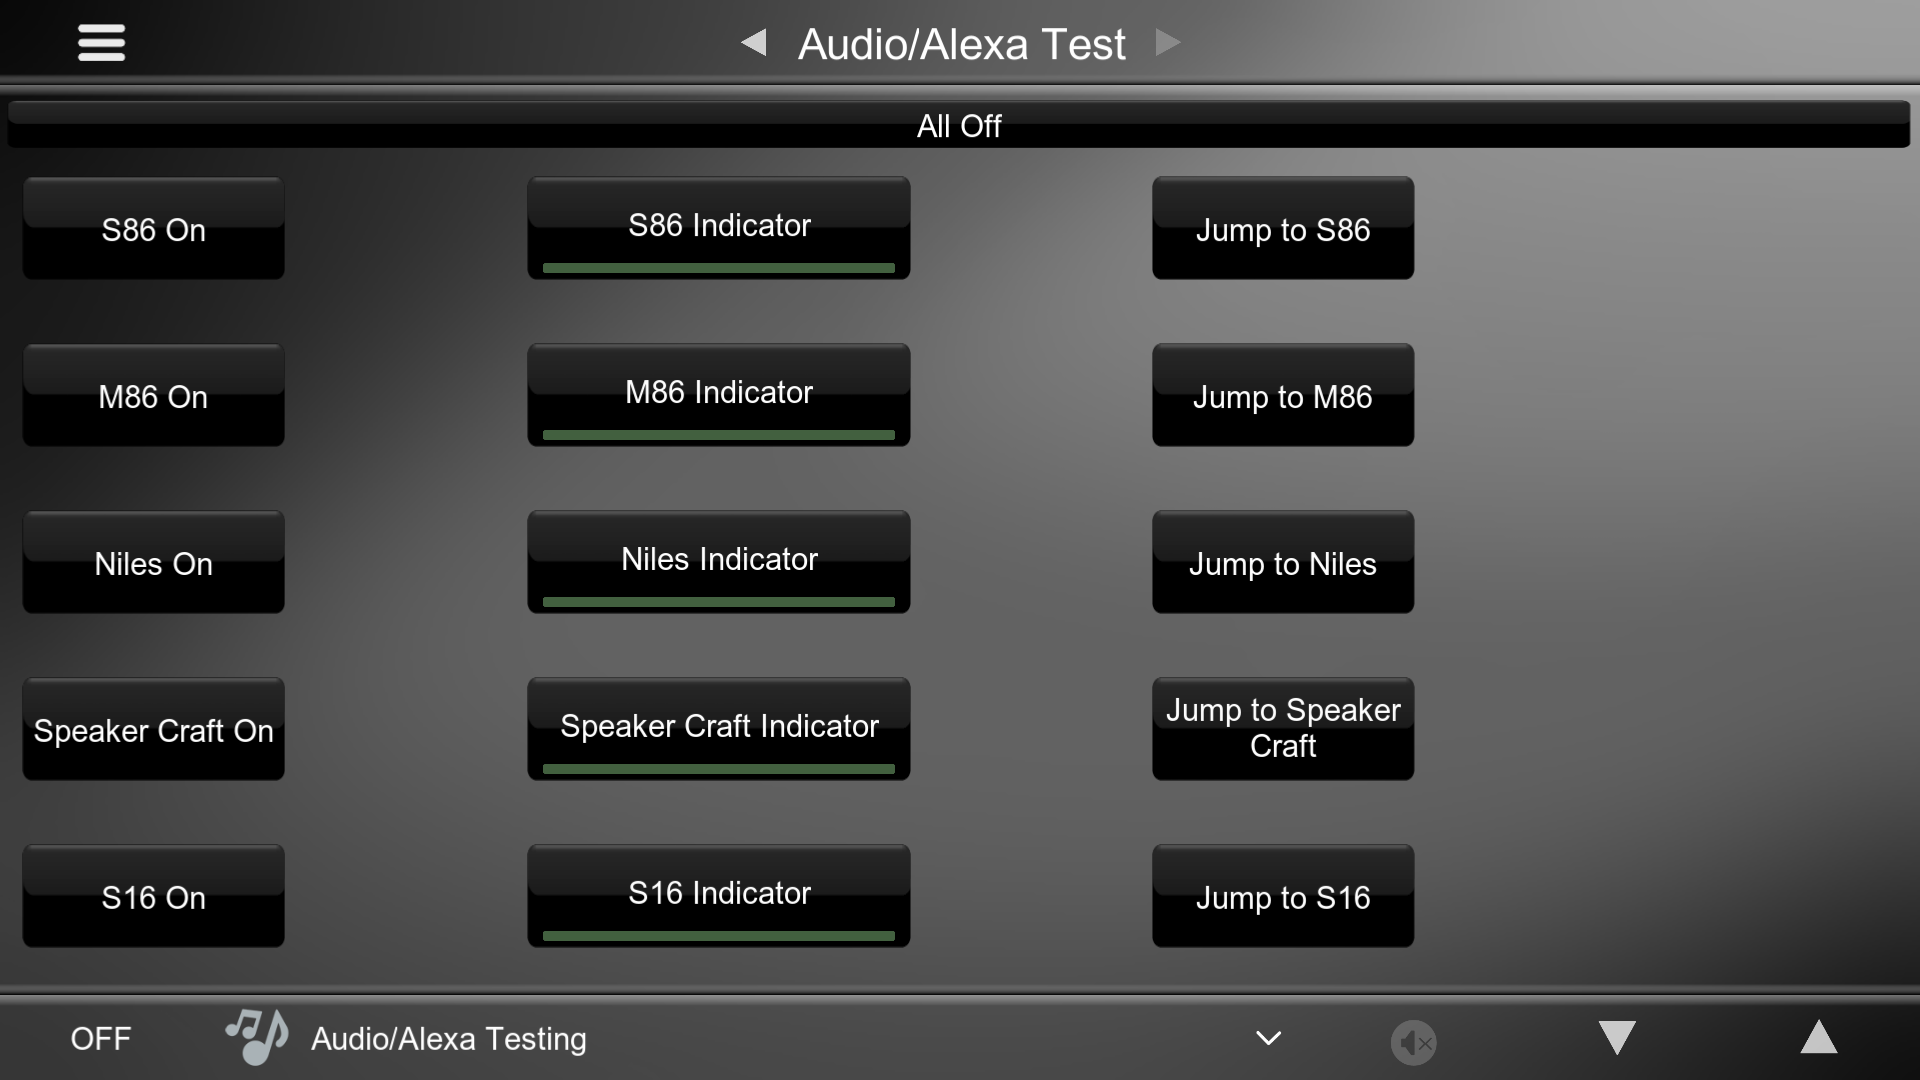 Audio/Alexa Test
All Off
S86 On
S86 Indicator
Jump to S86
M86 On
M86 Indicator
Jump to M86
Niles On
Niles Indicator
Jump to Niles
Speaker Craft On
Speaker Craft Indicator
Jump to Speaker
Craft
S16 On
S16 Indicator
Jump to S16
OFF
Audio/Alexa Testing